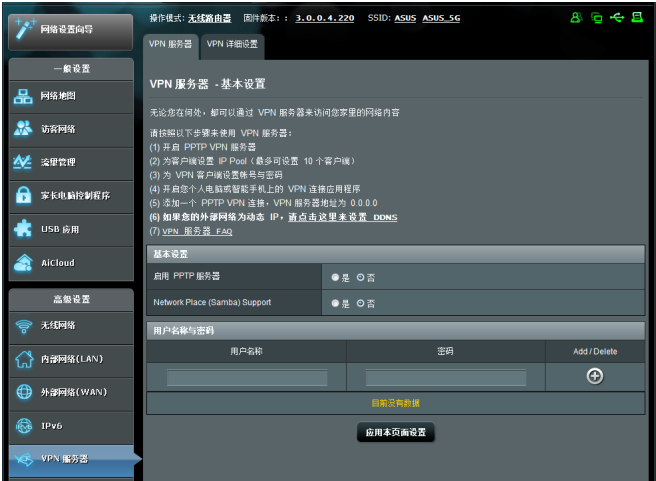 操作模式: 无线路由器 固件版本: : 3.0.0.4.220 SSID: ASUS ASUS_5G
网络设置向导
一般设置
网络地图
访客网络
流量管理
家长电脑控制程序
USB 应用
AiCloud
高级设置
无线网络
内部网络(LAN)
外部网络(WAN)
IPv6
VPN 服务器
VPN 服务器 VPN 详细设置
VPN 服务器 - 基本设置
无论您在何处，都可以通过 VPN 服务器来访问您家里的网络内容
请按照以下步骤来使用 VPN 服务器：
(1) 开启 PPTP VPN 服务器
(2) 为客户端设置 IP Pool（最多可设置 10 个客户端）
(3) 为 VPN 客户端设置帐号与密码
(4) 开启您个人电脑或智能手机上的 VPN 连接应用程序
(5) 添加一个 PPTP VPN 连接，VPN 服务器地址为 0.0.0.0
(6) 如果您的外部网络为动态 IP，请点击这里来设置 DDNS
(7) VPN 服务器 FAQ
基本设置
启用 PPTP 服务器 是 否
Network Place (Samba) Support 是 否
用户名称与密码
用户名称 密码 Add / Delete
目前没有数据
应用本页面设置